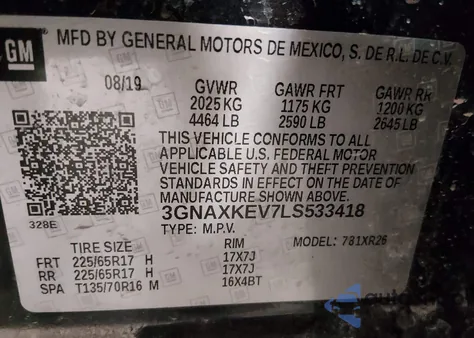 GM
MFD BY GENERAL MOTORS DE MEXICO, S. DE R.L. DE C.V.
08/19 GVWR GAWR FRT GAWR RR
2025 KG 1175 KG 1200 KG
4464 LB 2590 LB 2645 LB
THIS VEHICLE CONFORMS TO ALL
APPLICABLE U.S. FEDERAL MOTOR
VEHICLE SAFETY AND THEFT PREVENTION
STANDARDS IN EFFECT ON THE DATE OF
MANUFACTURE SHOWN ABOVE.
3GNAXKEV7LS533418
328E
TYPE: M.P.V. MODEL: 781XR26
TIRE SIZE RIM
FRT 225/65R17 H 17X7J
RR 225/65R17 H 17X7J
SPA T135/70R16 M 16X4BT